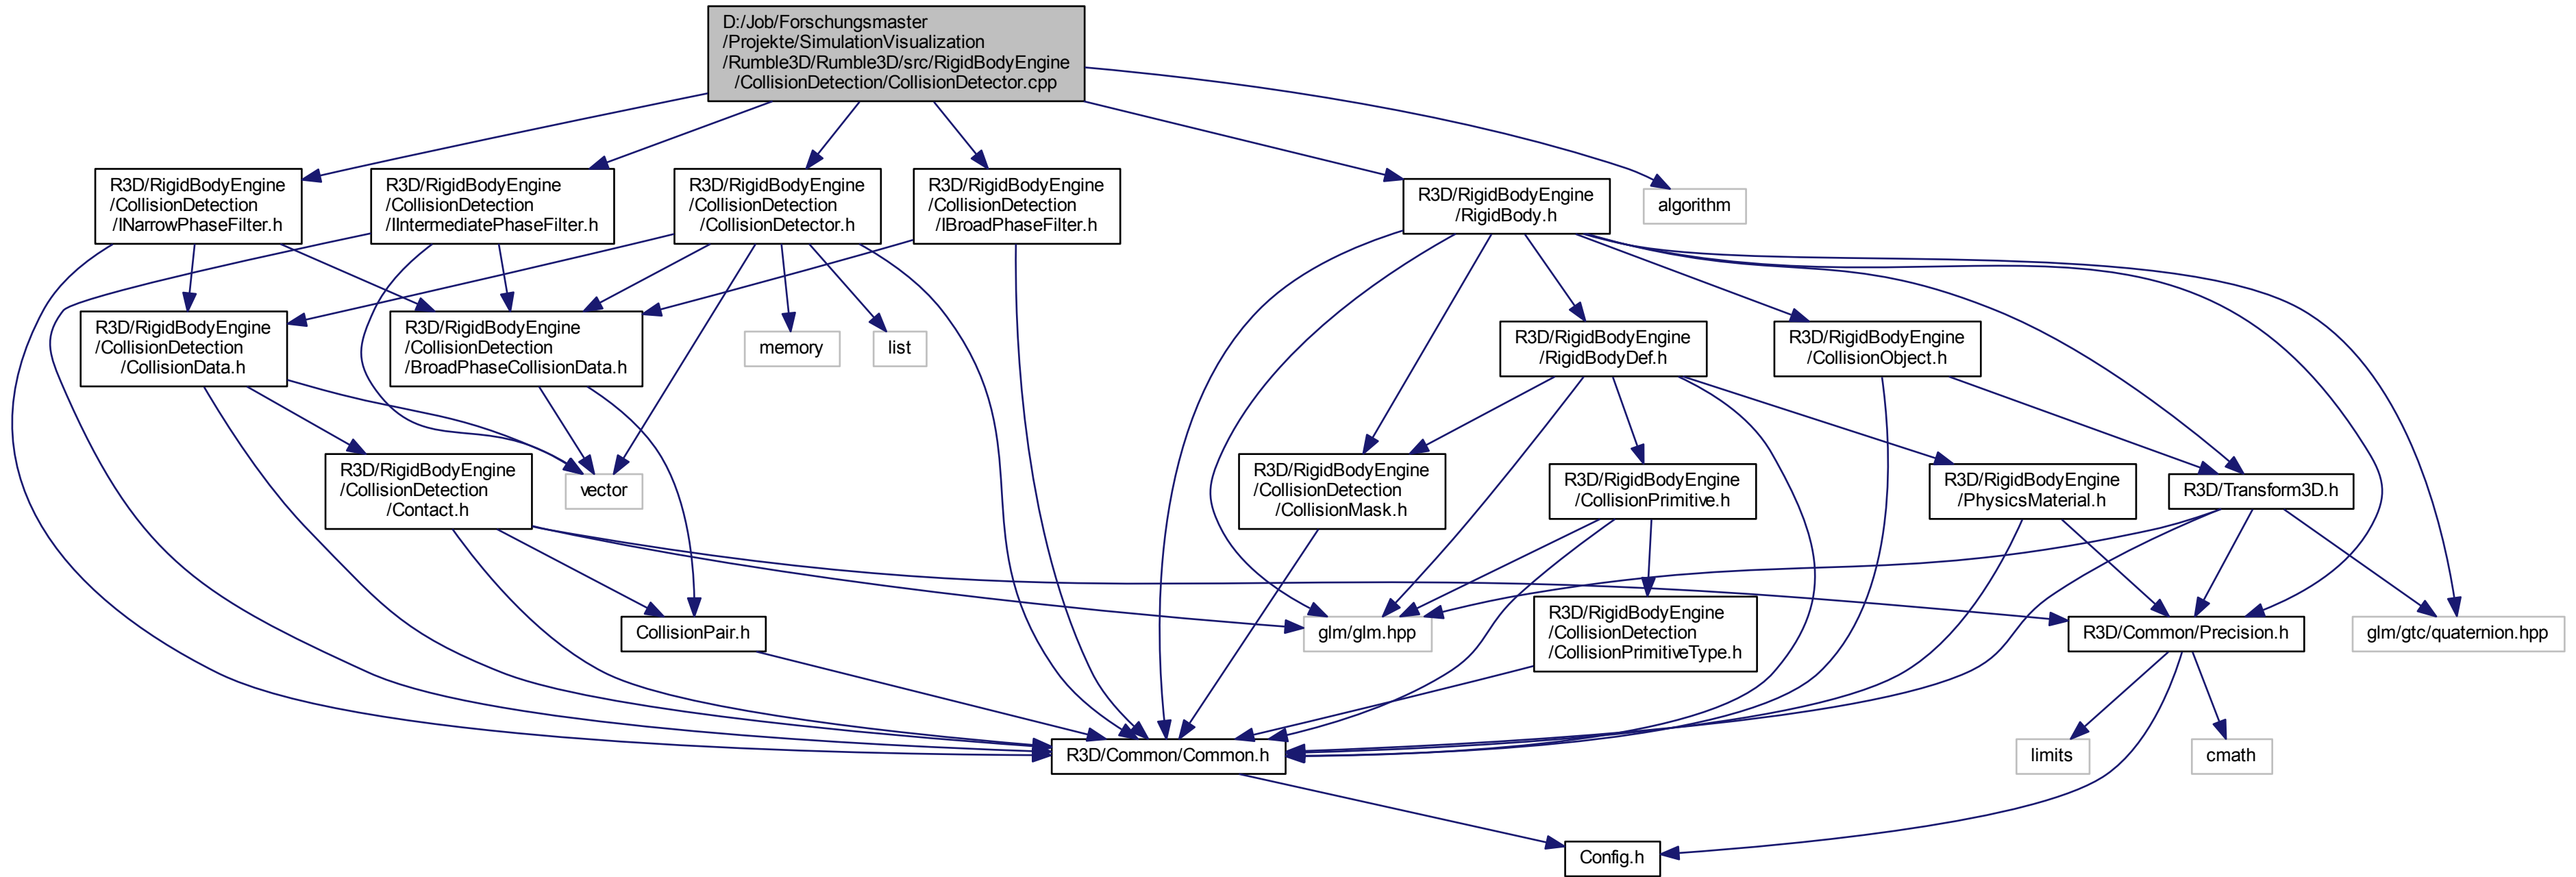 D:/Job/Forschungsmaster
/Projekte/SimulationVisualization
/Rumble3D/Rumble3D/src/RigidBodyEngine
/CollisionDetection/CollisionDetector.cpp
R3D/RigidBodyEngine
/CollisionDetection
/INarrowPhaseFilter.h
R3D/RigidBodyEngine
/CollisionDetection
/IIntermediatePhaseFilter.h
R3D/RigidBodyEngine
/CollisionDetection
/CollisionDetector.h
R3D/RigidBodyEngine
/CollisionDetection
/IBroadPhaseFilter.h
R3D/RigidBodyEngine
/RigidBody.h
algorithm
R3D/RigidBodyEngine
/CollisionDetection
/CollisionData.h
R3D/RigidBodyEngine
/CollisionDetection
/BroadPhaseCollisionData.h
memory
list
R3D/RigidBodyEngine
/RigidBodyDef.h
R3D/RigidBodyEngine
/CollisionObject.h
R3D/RigidBodyEngine
/CollisionDetection
/Contact.h
vector
R3D/RigidBodyEngine
/CollisionDetection
/CollisionMask.h
R3D/RigidBodyEngine
/CollisionPrimitive.h
R3D/RigidBodyEngine
/PhysicsMaterial.h
R3D/Transform3D.h
CollisionPair.h
glm/glm.hpp
R3D/RigidBodyEngine
/CollisionDetection
/CollisionPrimitiveType.h
R3D/Common/Precision.h
glm/gtc/quaternion.hpp
R3D/Common/Common.h
limits
cmath
Config.h